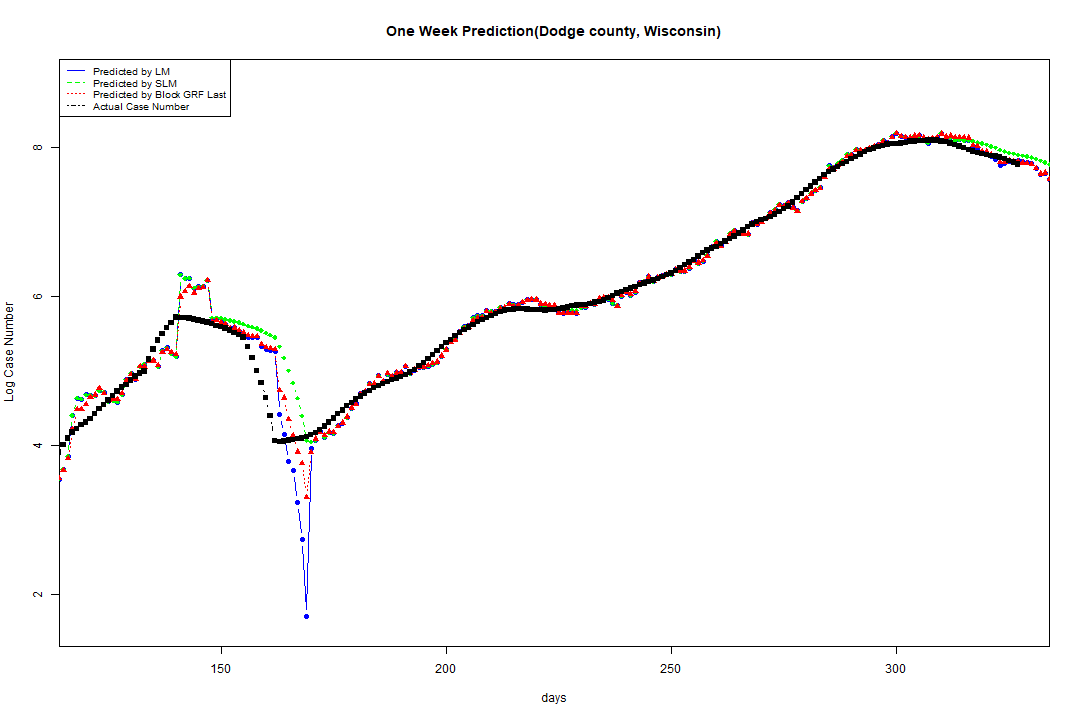 One Week Prediction(Dodge county, Wisconsin)
Predicted by LM
Predicted by SLM
Predicted by Block GRF Last
Actual Case Number
Log Case Number
8
6
4
2
150 200 250 300
days